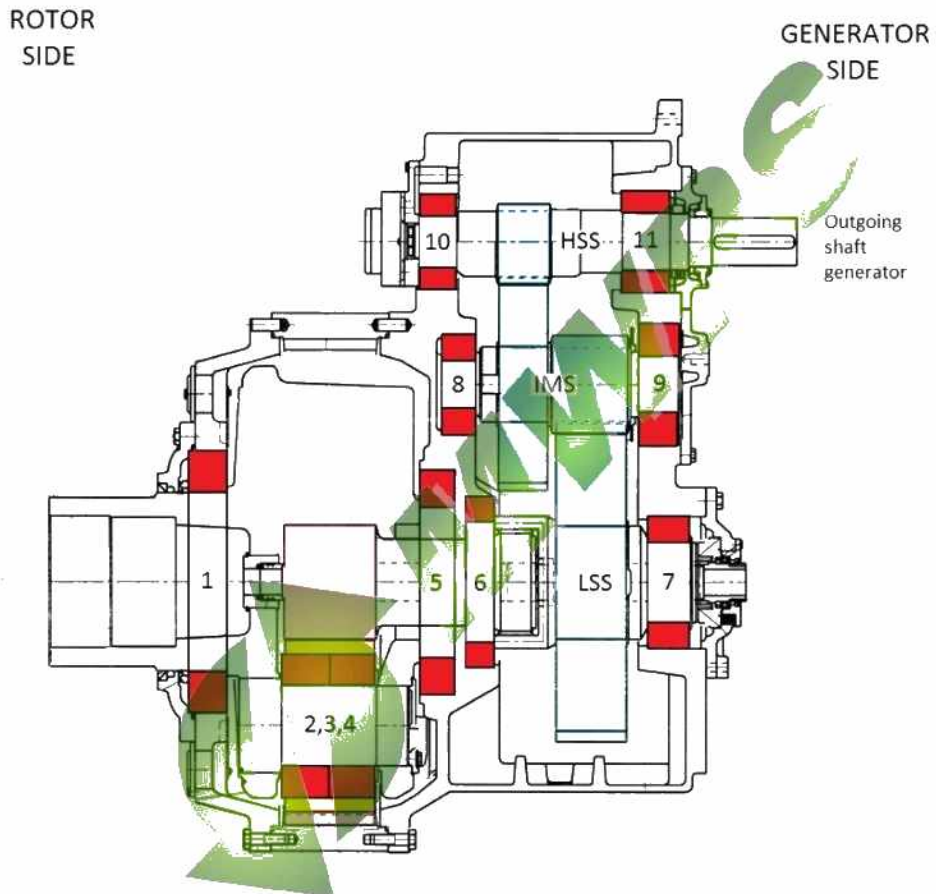 ROTOR
SIDE
GENERATOR
SIDE
10
HSS
11
Outgoing
shaft
generator
8
IMS
9
1
5
6
LSS
7
2,3,4